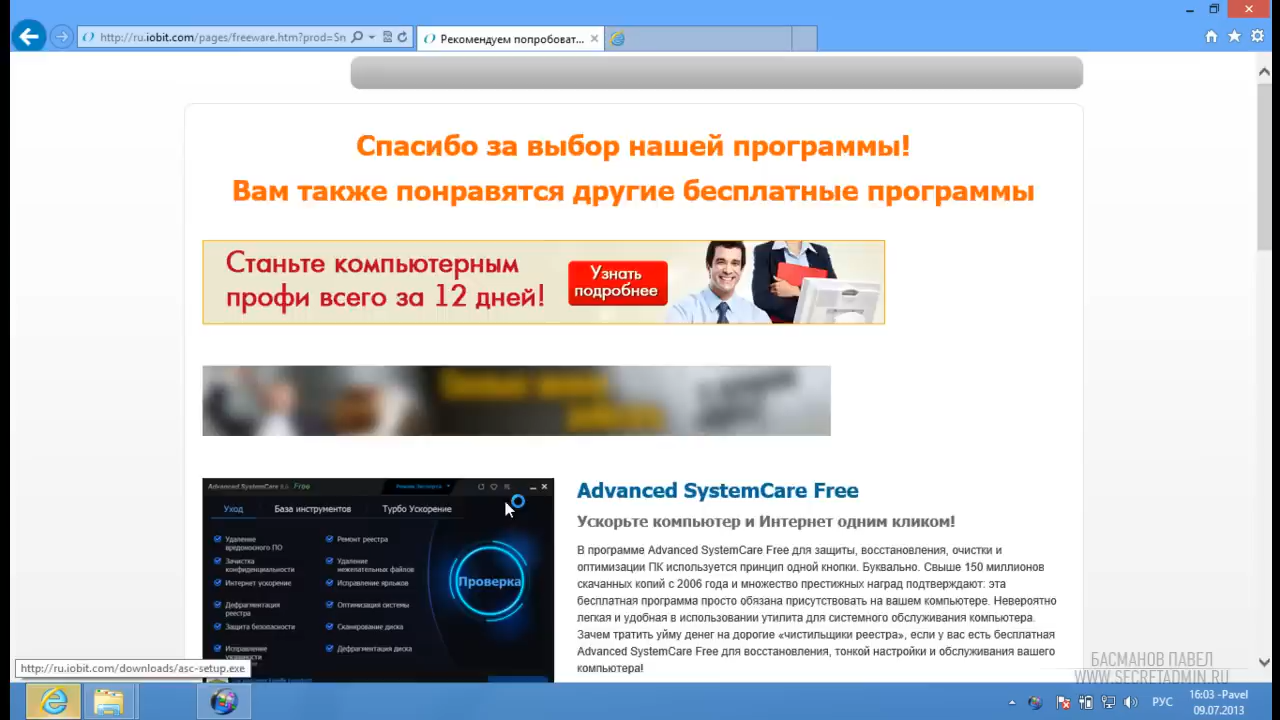 http://ru.iobit.com/pages/freeware.htm?prod=Sn
Рекомендуем попробоват...
Спасибо за выбор нашей программы!
Вам также понравятся другие бесплатные программы
Станьте компьютерным
профи всего за 12 дней!
Узнать
подробнее
Advanced SystemCare 6.0 Free
Режим Эксперта
Уход
База инструментов
Турбо Ускорение
Удаление
вредоносного ПО
Ремонт реестра
Зачистка
конфиденциальности
Удаление
нежелательных файлов
Интернет ускорение
Исправление ярлыков
Дефрагментация
реестра
Оптимизация системы
Защита безопасности
Сканирование диска
Исправление
уязвимости
Дефрагментация диска
Проверка
Advanced SystemCare Free
Ускорьте компьютер и Интернет одним кликом!
В программе Advanced SystemCare Free для защиты, восстановления, очистки и
оптимизации ПК используется принцип одной кнопки. Буквально. Свыше 150 миллионов
скачанных копий с 2006 года и множество престижных наград подтверждают: эта
бесплатная программа просто обязана присутствовать на вашем компьютере. Невероятно
легкая и удобная в использовании утилита для системного обслуживания компьютера.
Зачем тратить уйму денег на дорогие «чистильщики реестра», если у вас есть бесплатная
Advanced SystemCare Free для восстановления, тонкой настройки и обслуживания вашего
компьютера!
http://ru.iobit.com/downloads/asc-setup.exe
БАСМАНОВ ПАВЕЛ
WWW.SECRETADMIN.RU
РУС
16:03 -Pavel
09.07.2013